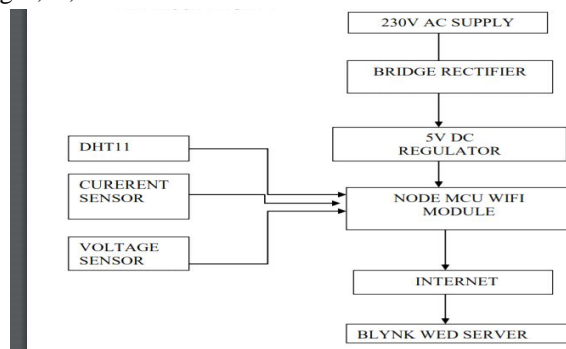 230V AC SUPPLY
BRIDGE RECTIFIER
5V DC
REGULATOR
DHT11
CURERENT
SENSOR
NODE MCU WIFI
MODULE
VOLTAGE
SENSOR
INTERNET
BLYNK WED SERVER